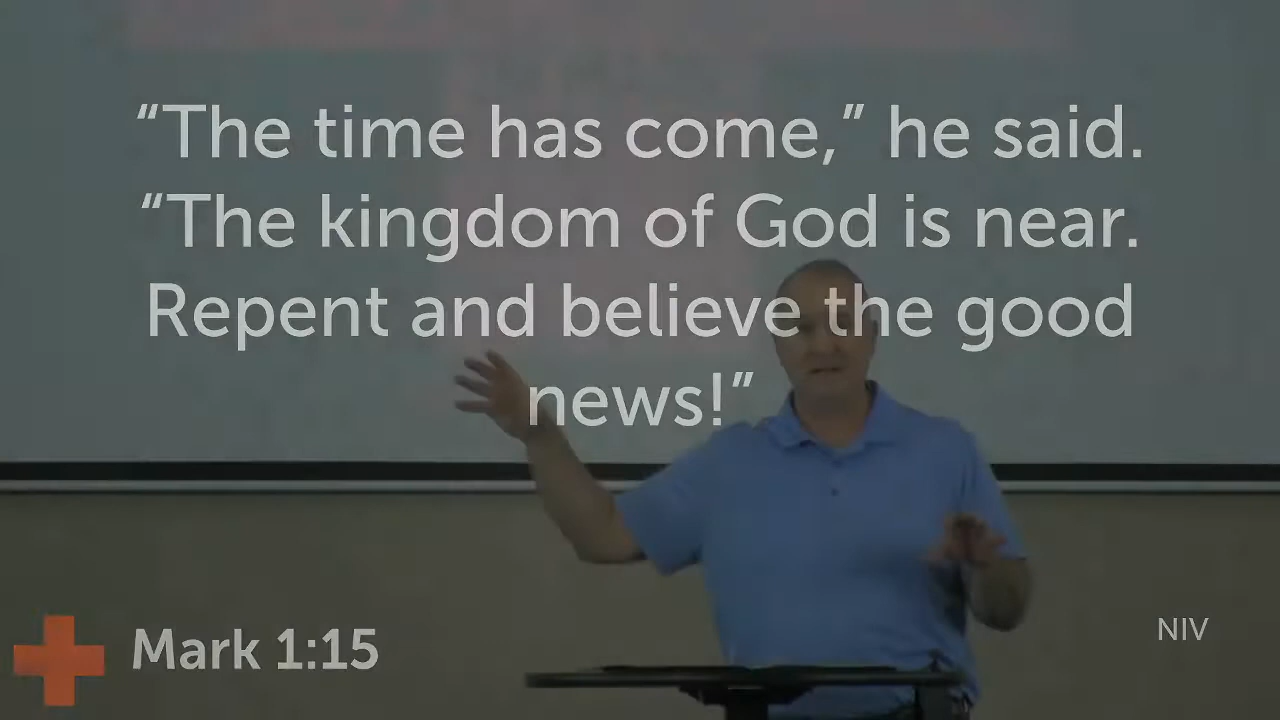 “The time has come,” he said.
“The kingdom of God is near.
Repent and believe the good
news!”
Mark 1:15
NIV